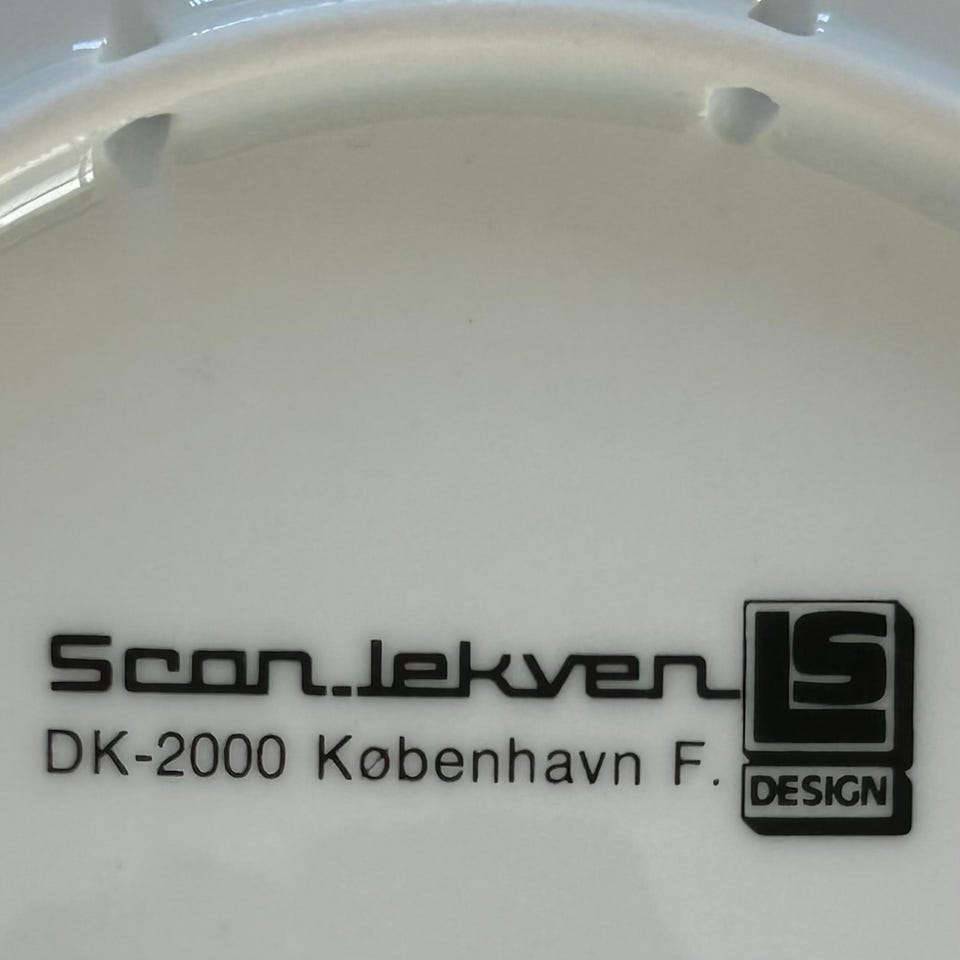 Scan.lekven
DK-2000 København F.
LS
DESIGN